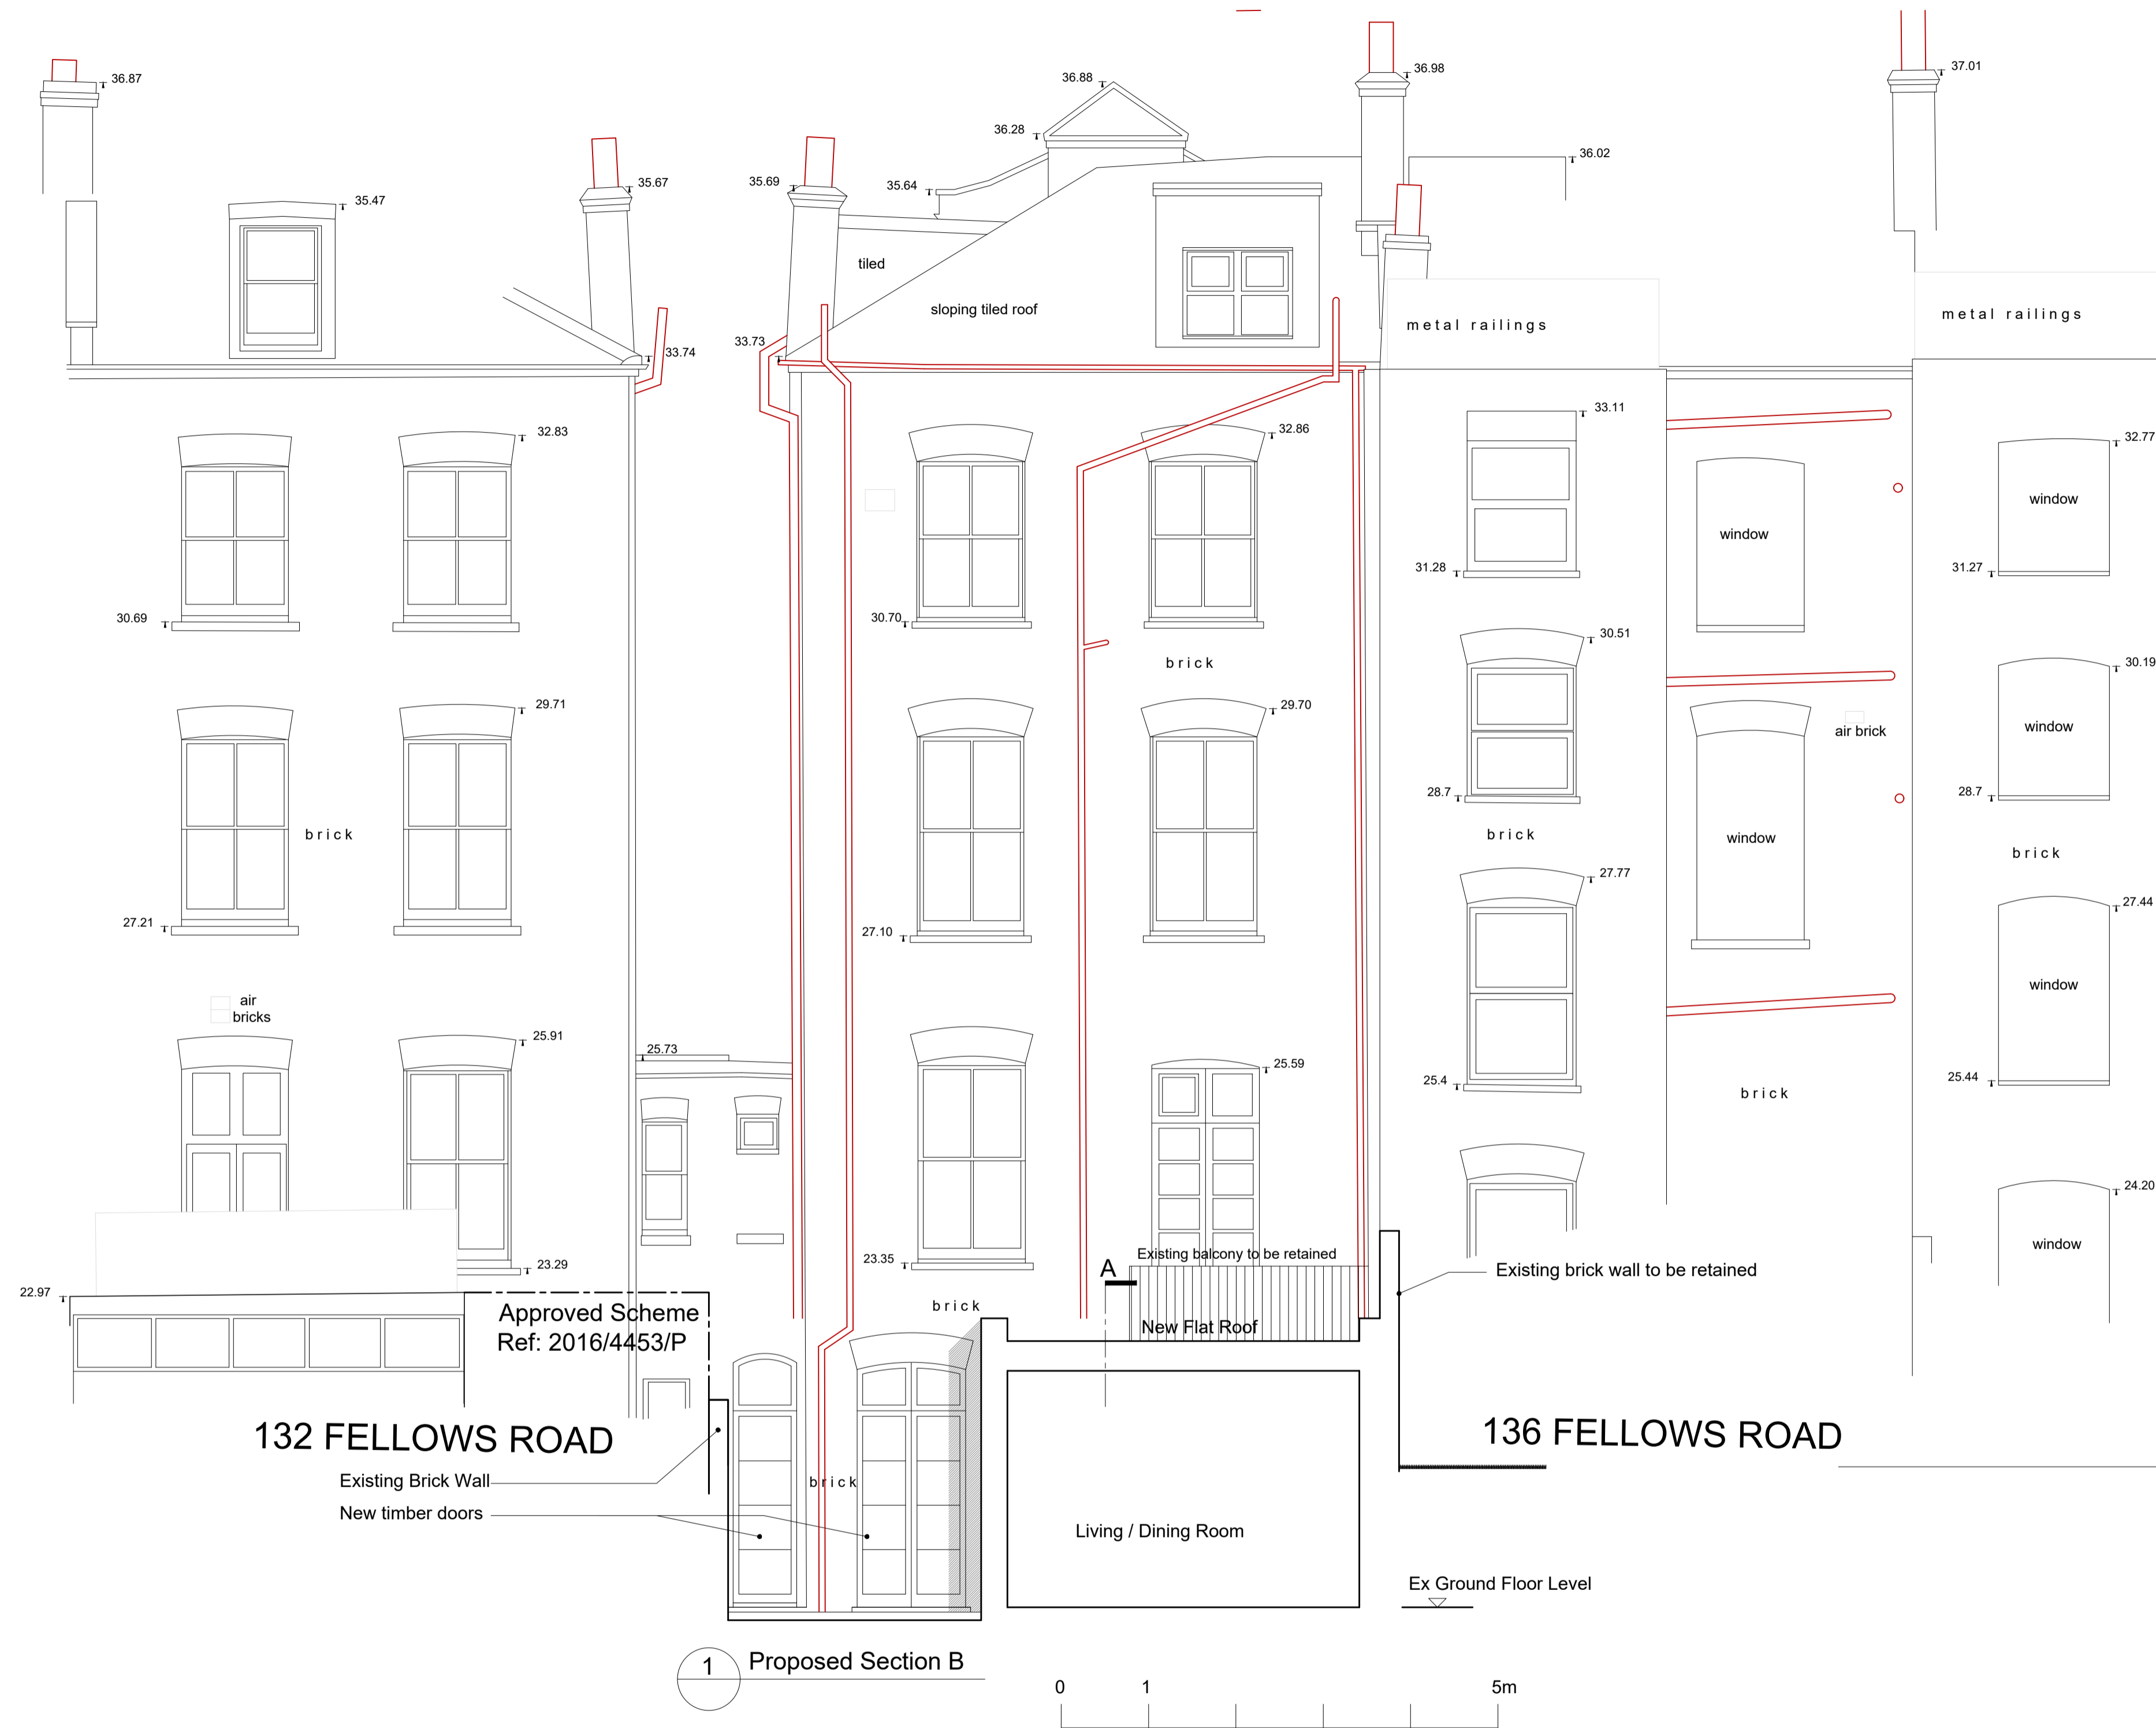 36.87
36.88
36.98
37.01
36.28
36.02
35.67
35.69
35.64
35.47
tiled
sloping tiled roof
metal railings
metal railings
33.74
33.73
33.11
32.83
32.86
32.77
window
window
31.28
31.27
30.69
30.70
30.51
brick
30.19
29.71
29.70
air brick
window
28.7
28.7
brick
brick
window
brick
27.77
27.44
27.21
27.10
window
air
bricks
25.91
25.73
25.59
25.4
25.44
brick
24.20
window
Existing balcony to be retained
23.35
23.29
A
Existing brick wall to be retained
22.97
Approved Scheme
Ref: 2016/4453/P
brick
New Flat Roof
132 FELLOWS ROAD
136 FELLOWS ROAD
Existing Brick Wall
brick
New timber doors
Living / Dining Room
Ex Ground Floor Level
1
Proposed Section B
0 1 5m